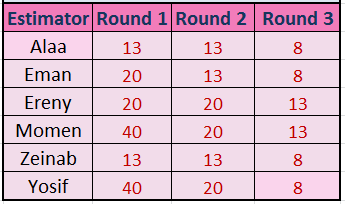 Estimator Round 1 Round 2 Round 3
Alaa 13 13 8
Eman 20 13 8
Ereny 20 20 13
Momen 40 20 13
Zeinab 13 13 8
Yosif 40 20 8